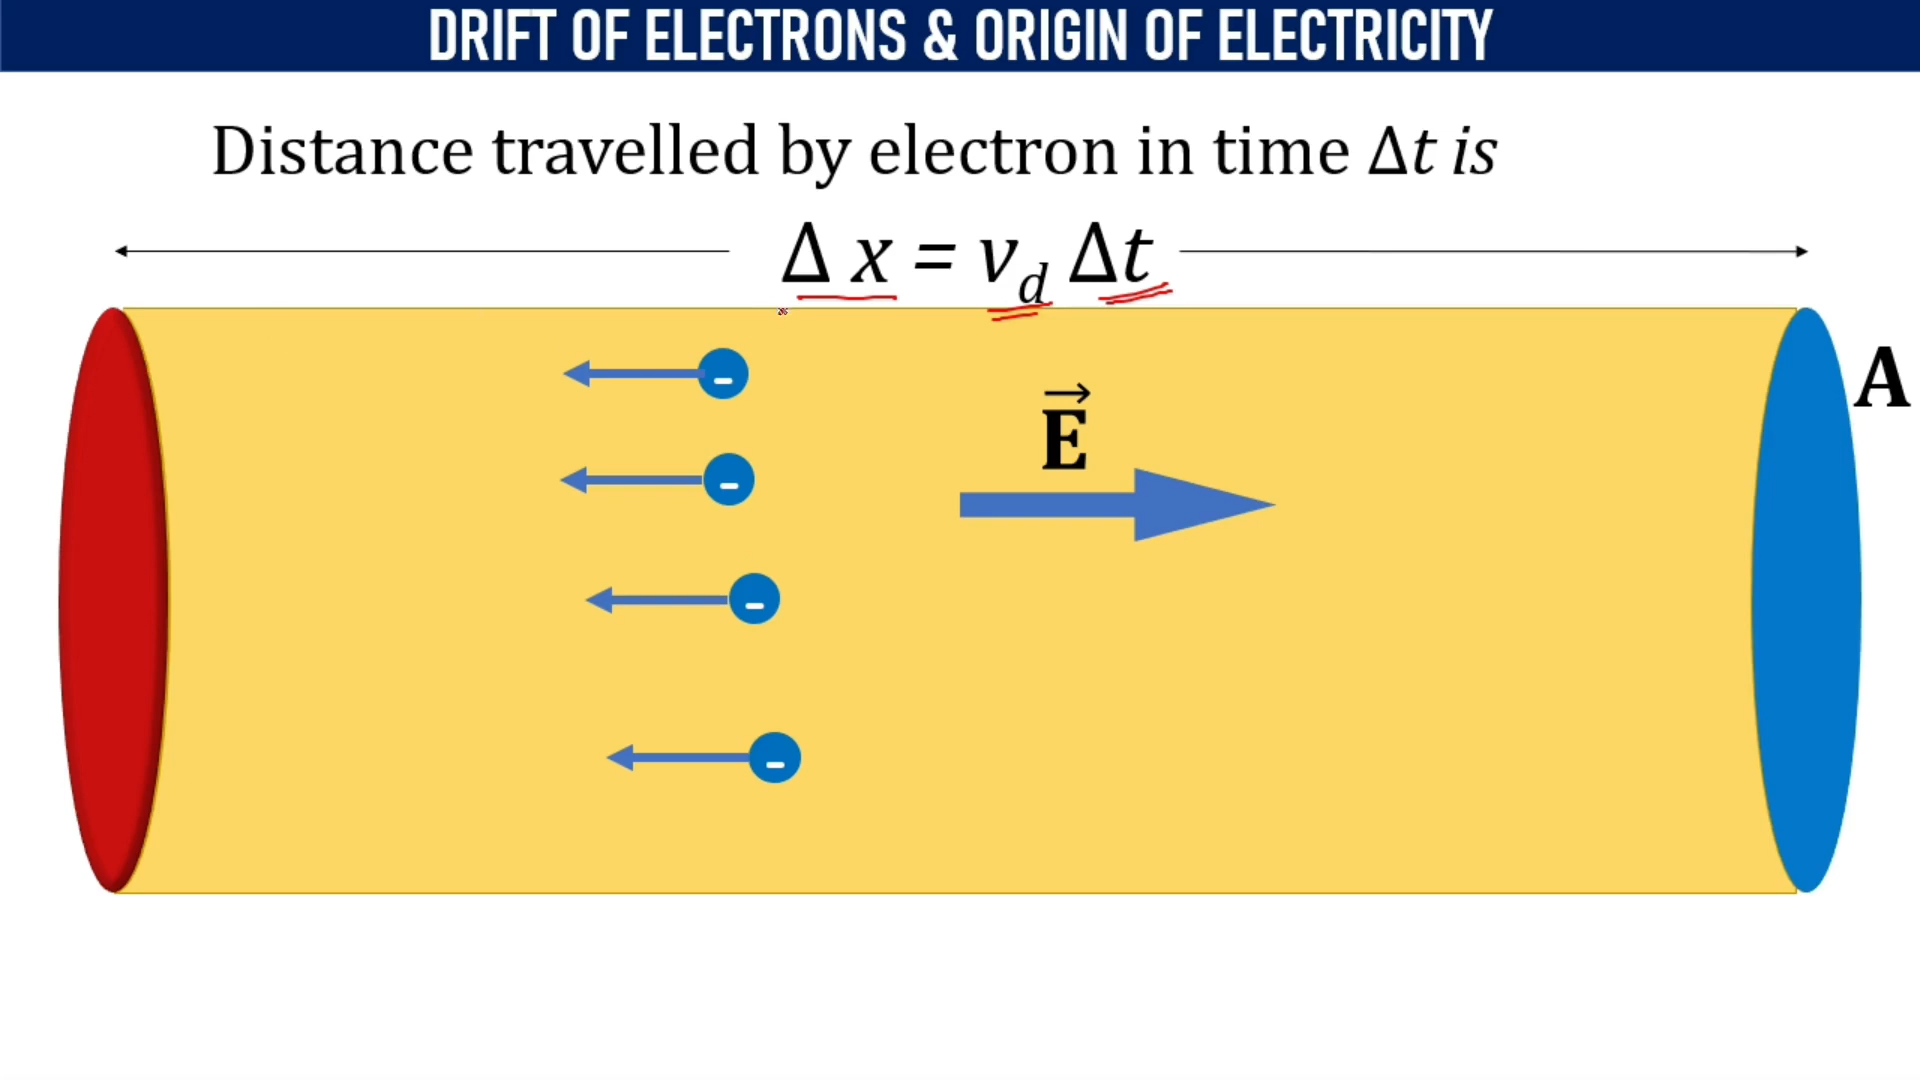 DRIFT OF ELECTRONS & ORIGIN OF ELECTRICITY
Distance travelled by electron in time Δt is
Δ x = v_d Δt
A
E⃗
-
-
-
-